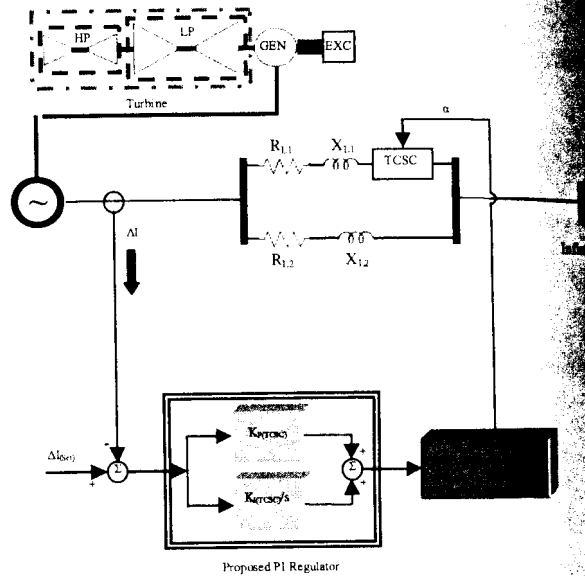 HP
LP
GEN
EXC
Turbine
α
R_L1
X_L1
TCSC
~
ΔI
R_L2
X_L2
ΔI(Set)
-
+
Σ
K_P(TCSC)
K_I(TCSC)/s
+
Σ
+
Proposed PI Regulator